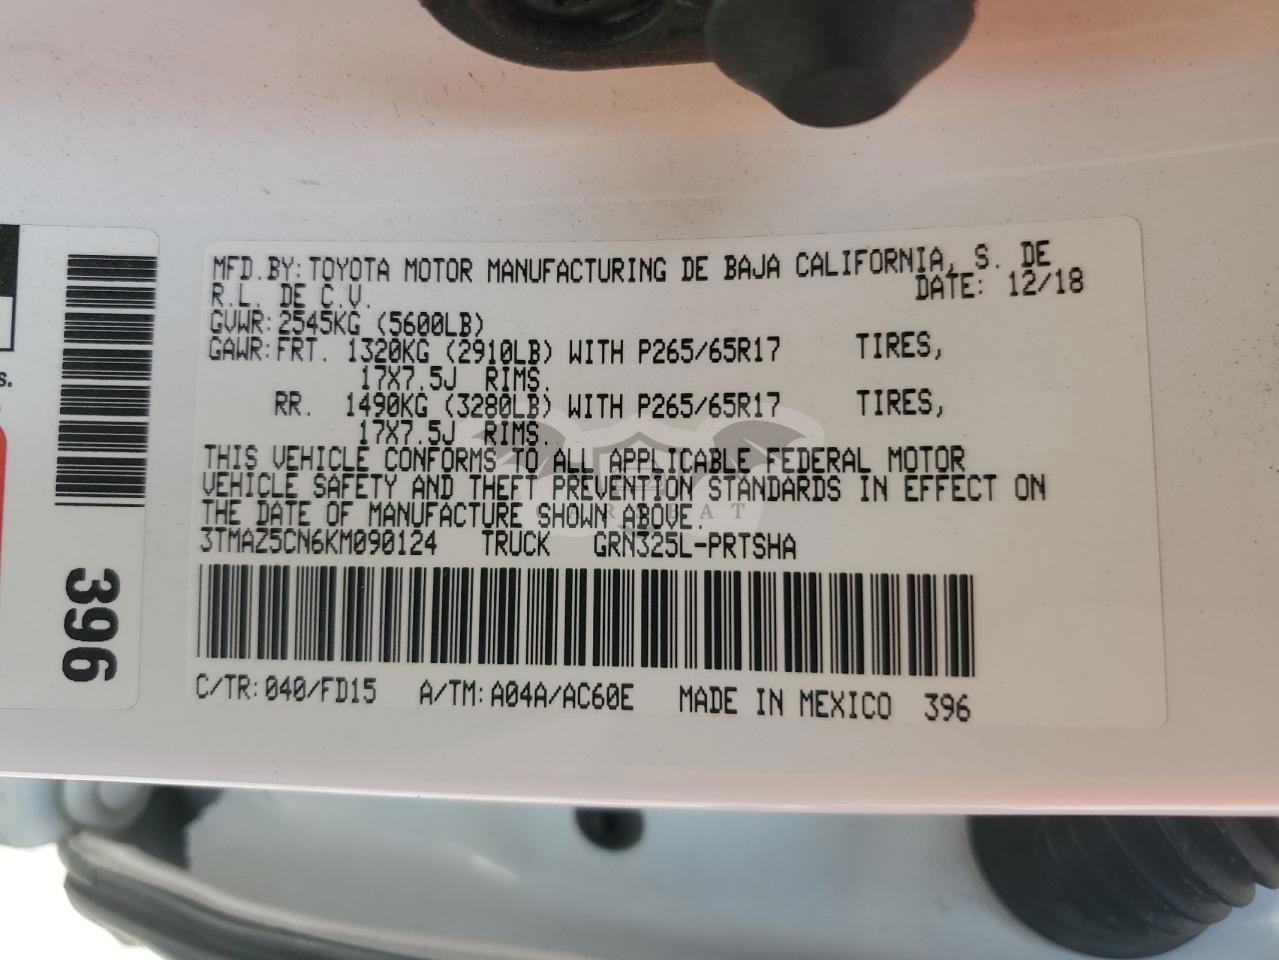 MFD.BY:TOYOTA MOTOR MANUFACTURING DE BAJA CALIFORNIA, S. DE
R.L. DE C.V. DATE: 12/18
GVWR:2545KG (5600LB)
GAWR:FRT. 1320KG (2910LB) WITH P265/65R17 TIRES,
17X7.5J RIMS.
RR. 1490KG (3280LB) WITH P265/65R17 TIRES,
17X7.5J RIMS.
THIS VEHICLE CONFORMS TO ALL APPLICABLE FEDERAL MOTOR
VEHICLE SAFETY AND THEFT PREVENTION STANDARDS IN EFFECT ON
THE DATE OF MANUFACTURE SHOWN ABOVE.
3TMAZ5CN6KM090124 TRUCK GRN325L-PRTSHA
C/TR:040/FD15 A/TM:A04A/AC60E MADE IN MEXICO 396
396
s.